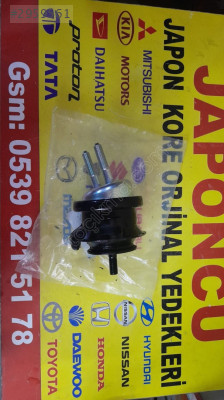 JAPONCU
JAPON KORE ORJİNAL YEDEKLERİ
MITSUBISHI
KIA MOTORS
DAIHATSU
proton
TATA
Gsm: 0539 821 51 78
HYUNDAI
NISSAN
HONDA
DAEWOO
TOYOTA